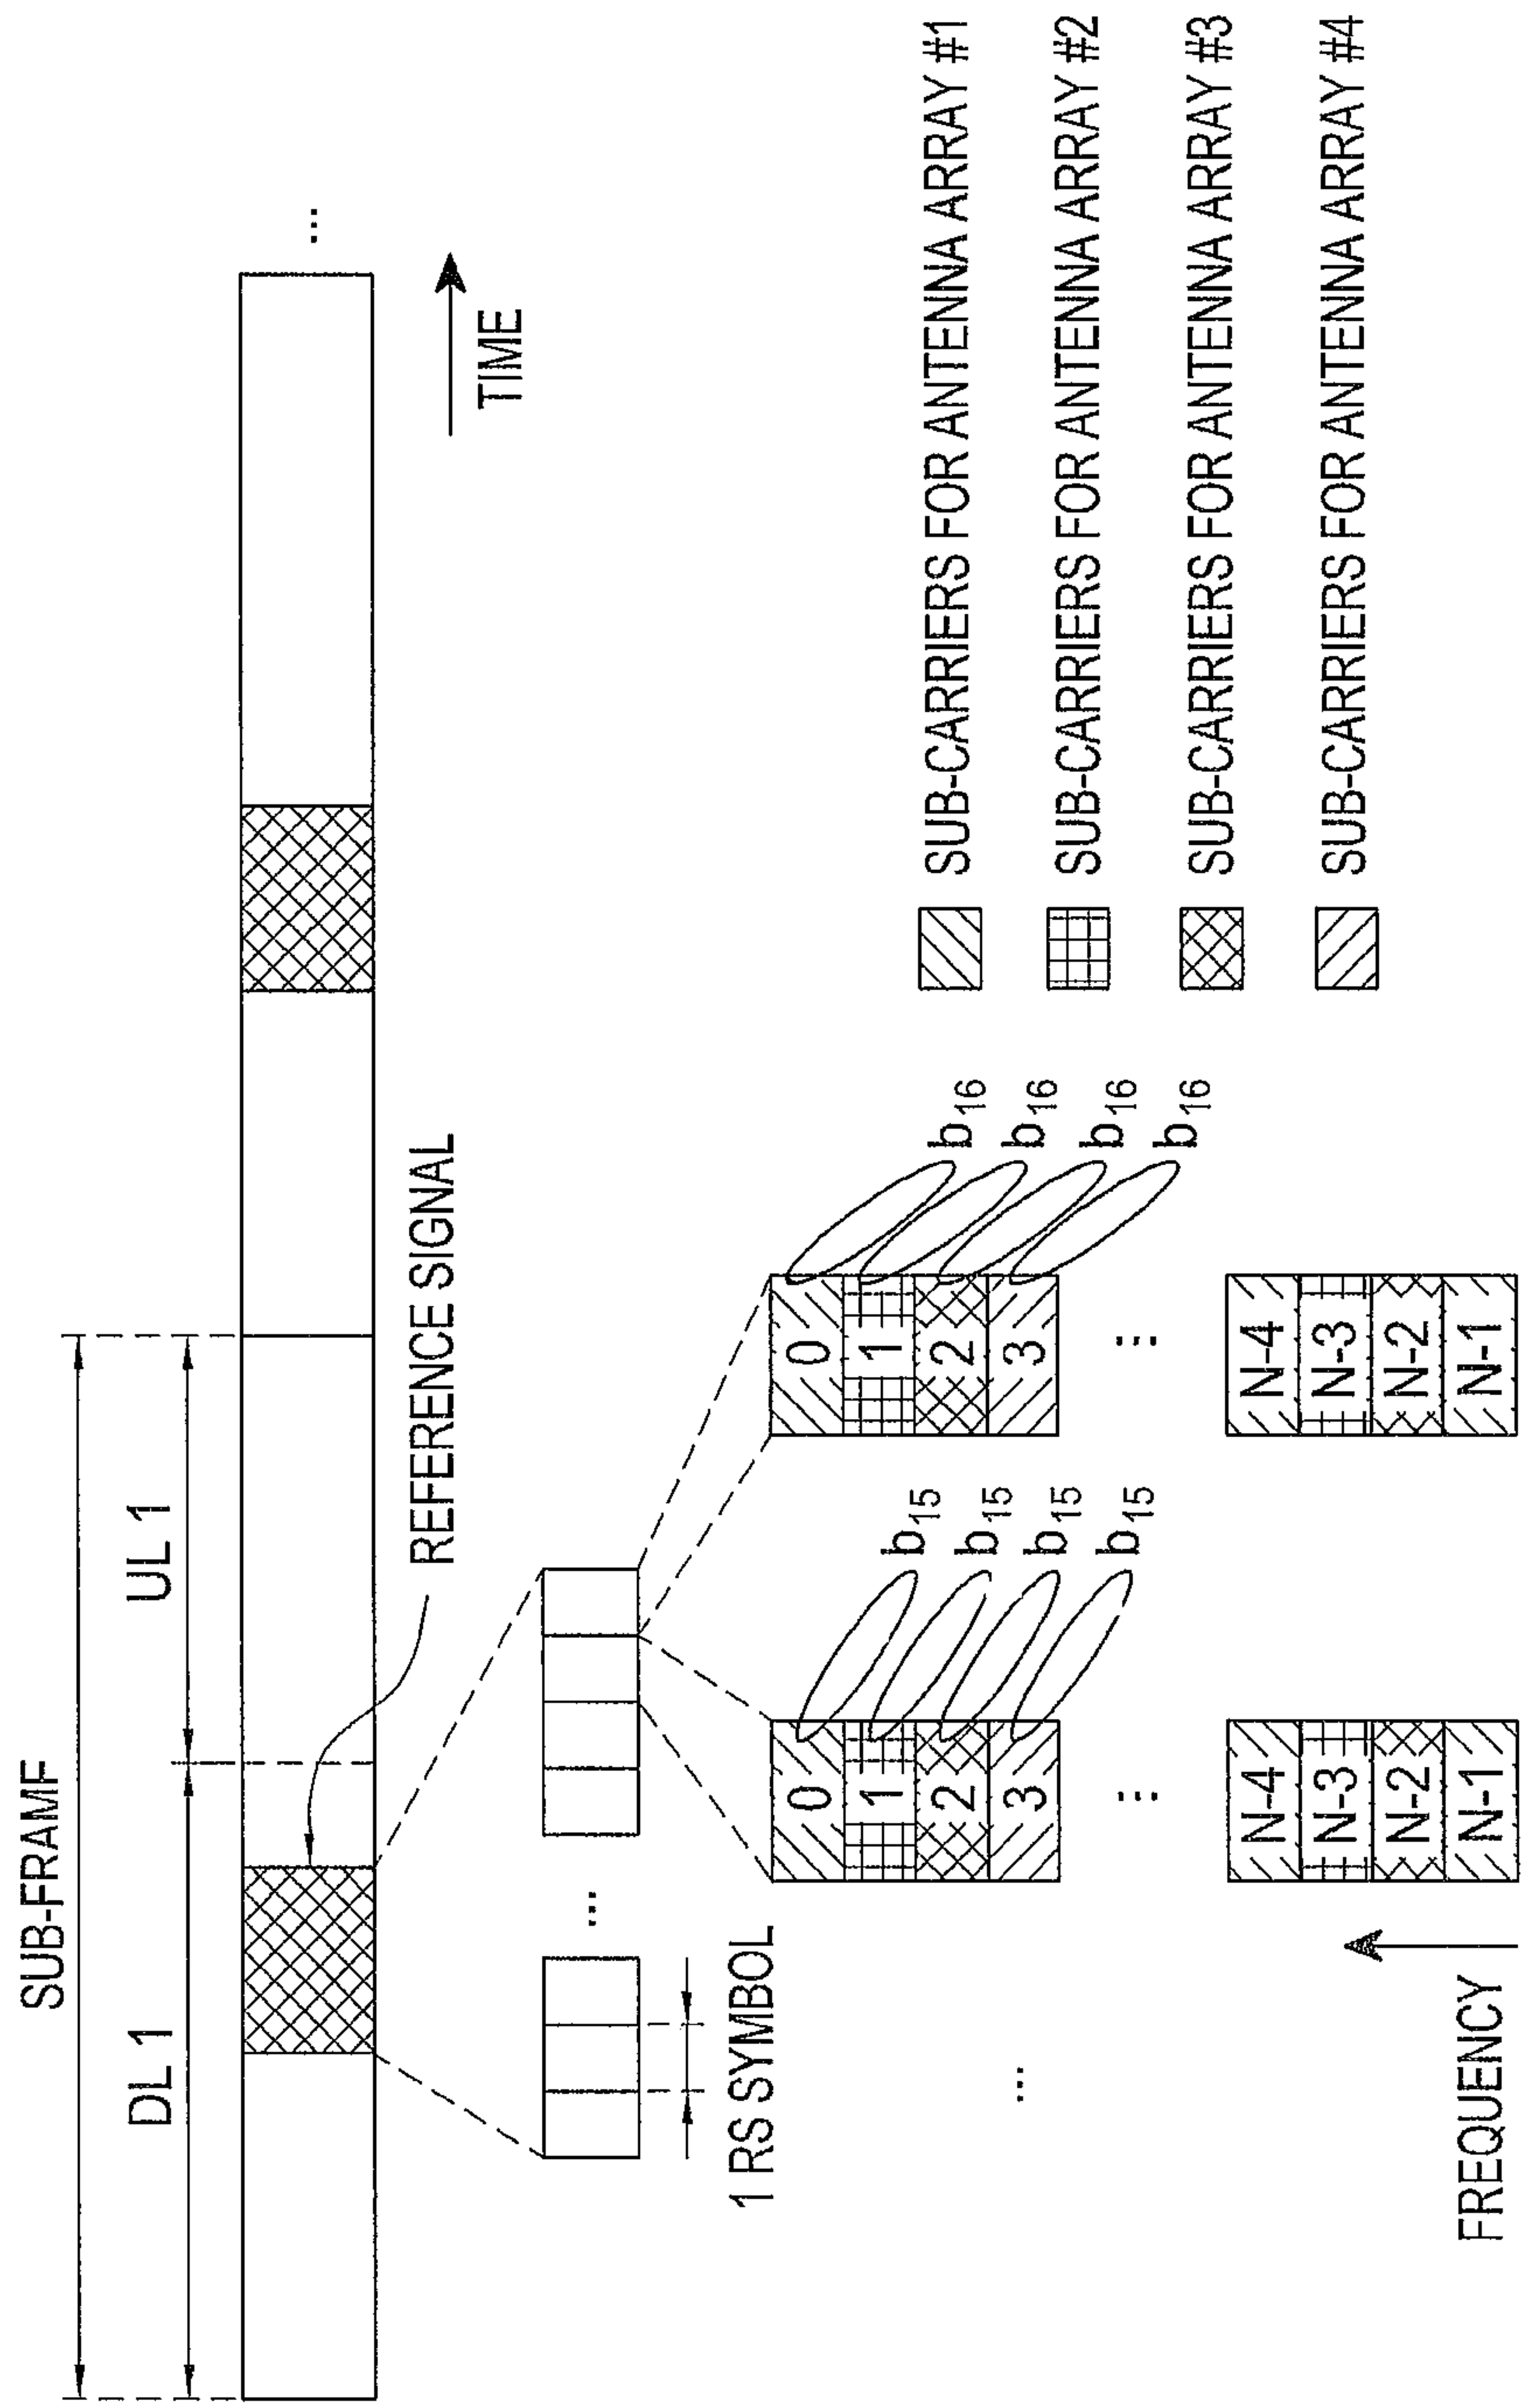 SUB-FRAMF
DL 1
UL 1
...
TIME
REFERENCE SIGNAL
...
1 RS SYMBOL
...
0
1
2
3
b15
b15
b15
b15
...
N-4
N-3
N-2
N-1
0
1
2
3
b16
b16
b16
b16
...
N-4
N-3
N-2
N-1
FREQUENCY
SUB-CARRIERS FOR ANTENNA ARRAY #1
SUB-CARRIERS FOR ANTENNA ARRAY #2
SUB-CARRIERS FOR ANTENNA ARRAY #3
SUB-CARRIERS FOR ANTENNA ARRAY #4